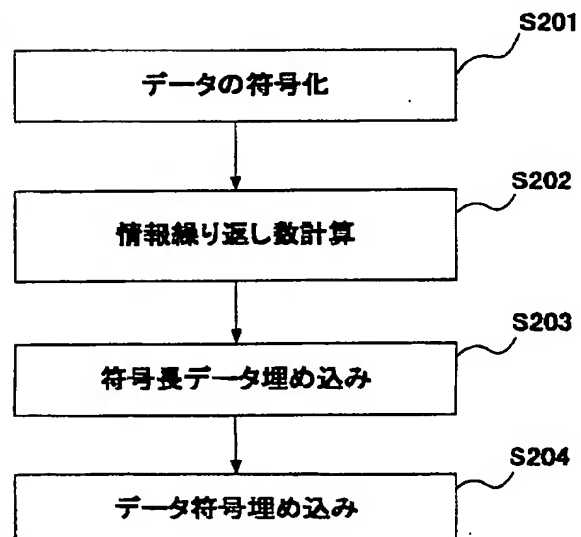 S201
データの符号化
S202
情報繰り返し数計算
S203
符号長データ埋め込み
S204
データ符号埋め込み